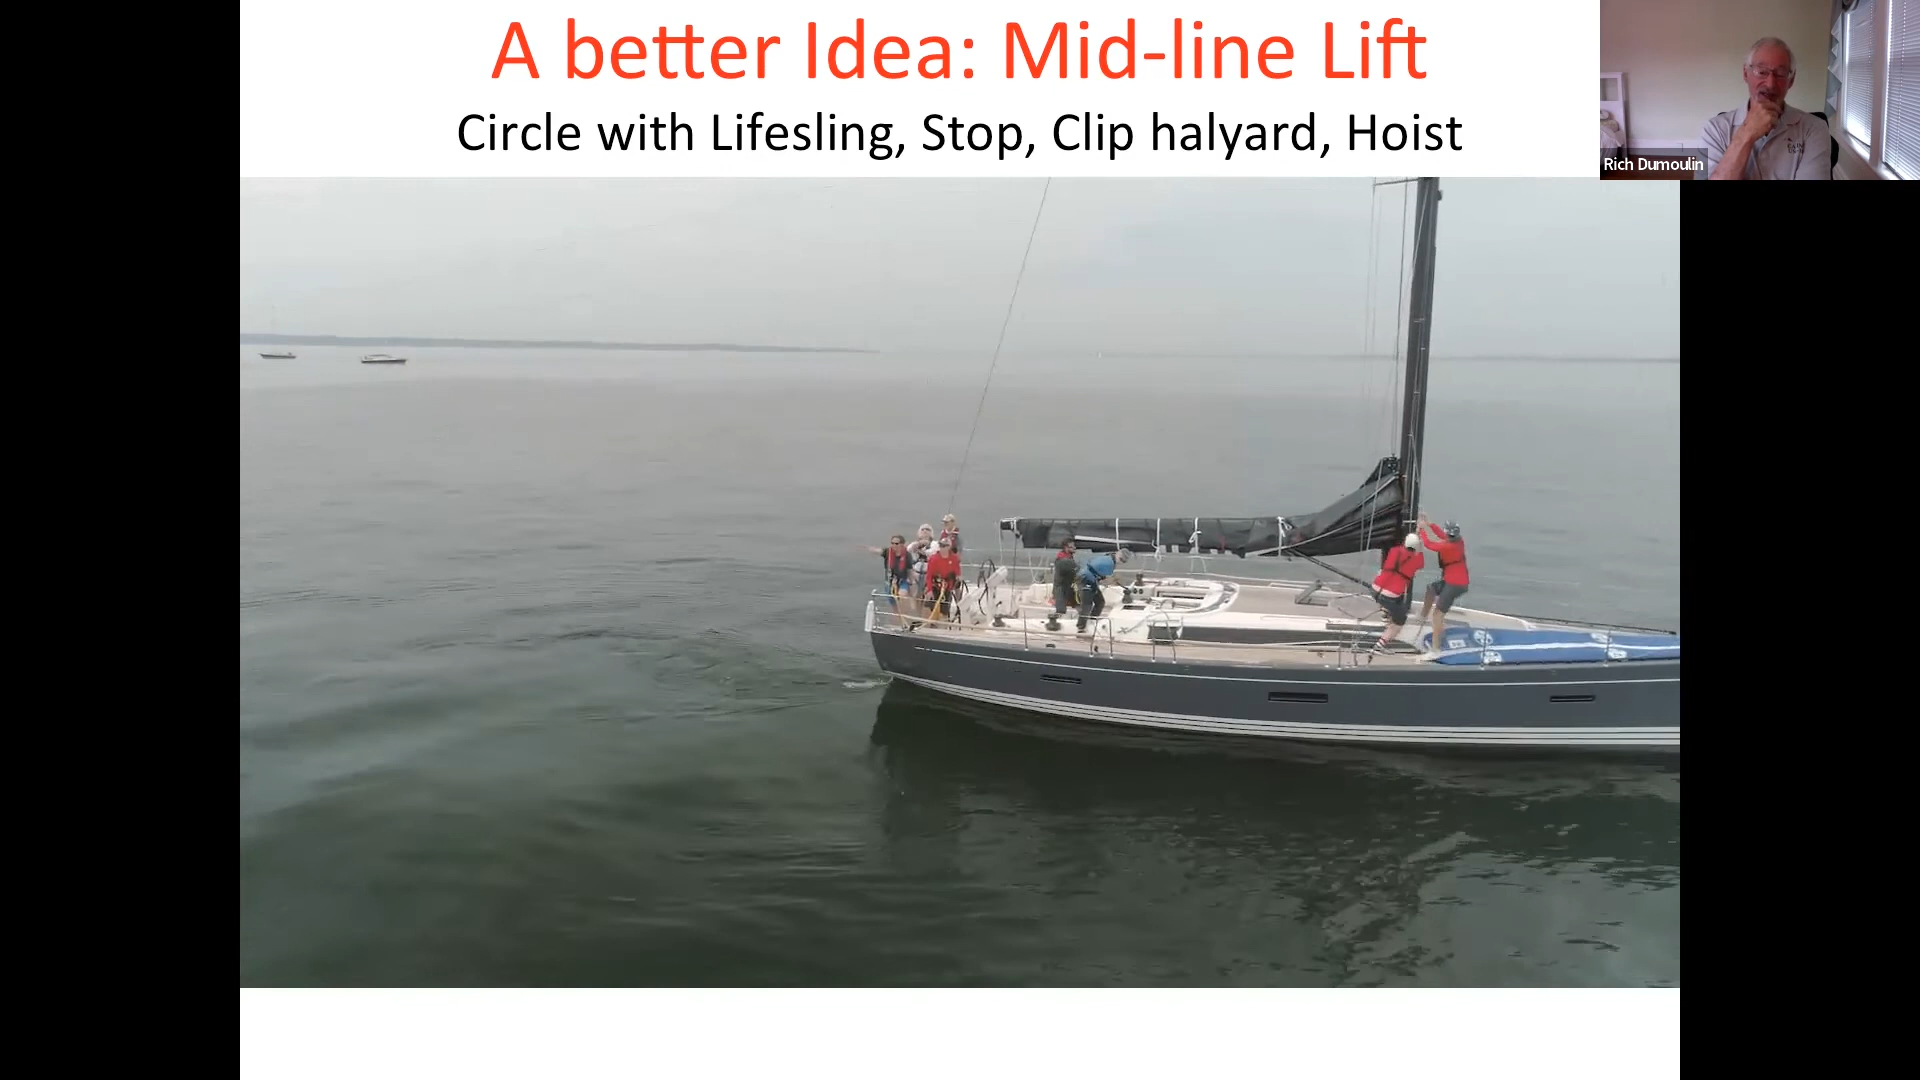 A better Idea: Mid-line Lift
Circle with Lifesling, Stop, Clip halyard, Hoist
Rich Dumoulin